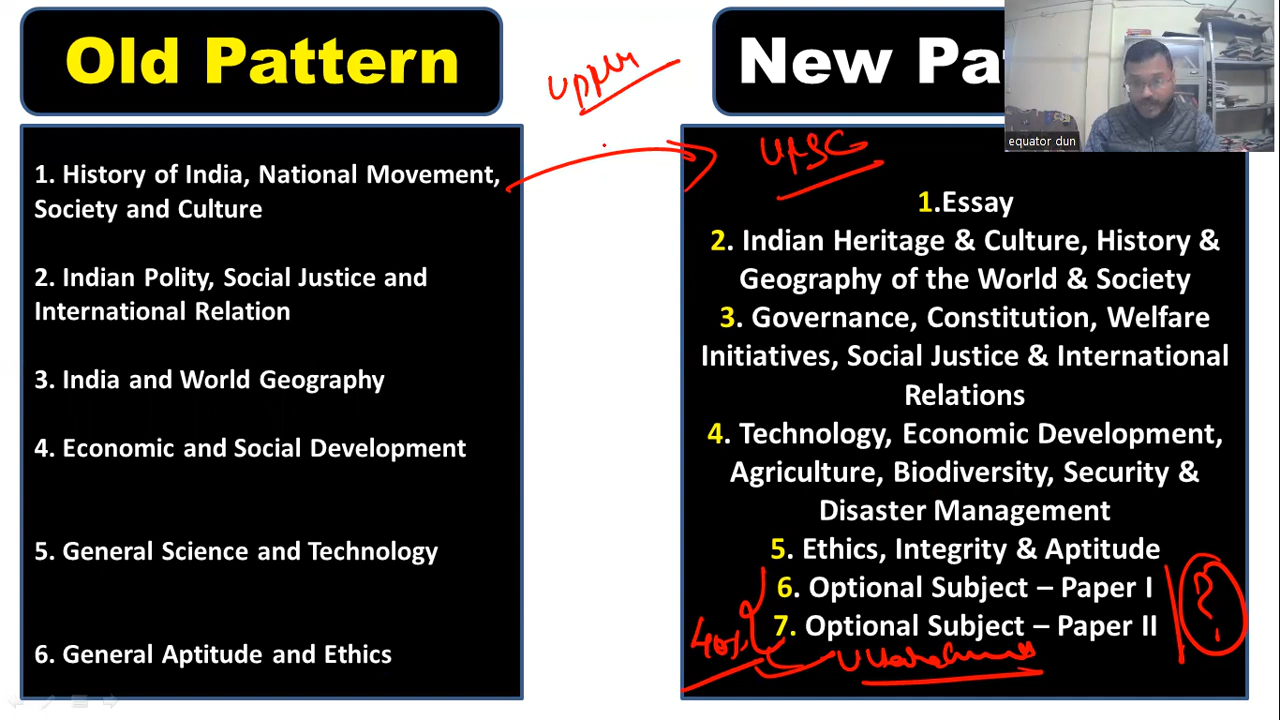 Old Pattern
upper
New Pa
equator dun
1. History of India, National Movement,
Society and Culture
2. Indian Polity, Social Justice and
International Relation
3. India and World Geography
4. Economic and Social Development
5. General Science and Technology
6. General Aptitude and Ethics
UPSC
1.Essay
2. Indian Heritage & Culture, History &
Geography of the World & Society
3. Governance, Constitution, Welfare
Initiatives, Social Justice & International
Relations
4. Technology, Economic Development,
Agriculture, Biodiversity, Security &
Disaster Management
5. Ethics, Integrity & Aptitude
6. Optional Subject – Paper I
7. Optional Subject – Paper II
?
40%